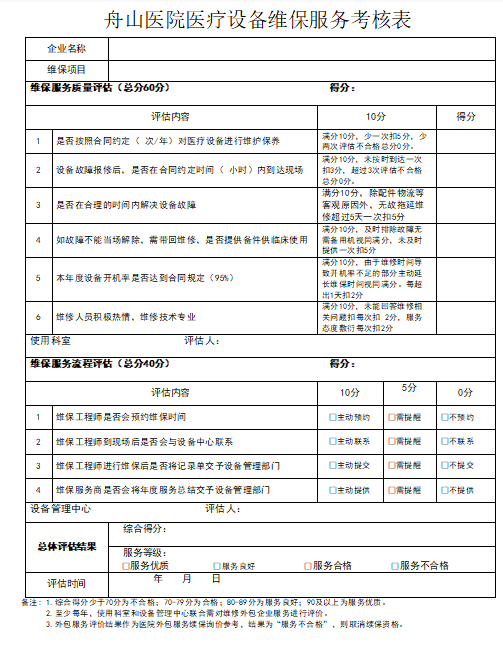 舟山医院医疗设备维保服务考核表
企业名称
维保项目
维保服务质量评估（总分60分） 得分：
评估内容 10分 得分
1 是否按照合同约定（ 次/年）对医疗设备进行维护保养 满分10分，少一次扣5分，少
两次评估不合格总分0分。
2 设备故障报修后，是否在合同约定时间（ 小时）内到达现场 满分10分，未按时到达一次
扣3分，超过3次评估不合格
总分0分。
3 是否在合理的时间内解决设备故障 满分10分，除配件物流等
客观原因外，无故拖延维
修超过5天一次扣5分
4 如故障不能当场解除，需带回维修，是否提供备件供临床使用 满分10分，及时排除故障无
需备用机视同满分，未及时
提供一次扣5分
5 本年度设备开机率是否达到合同规定（95%） 满分10分，由于维修时间导
致开机率不足的部分主动延
长维保时间视同满分。每超
出1天扣2分
6 维修人员积极热情、维修技术专业 满分10分，未能回答维修相
关问题扣每次扣 2分，服务
态度敷衍每次扣2分
使用科室 评估人：
维保服务流程评估（总分40分） 得分：
评估内容 10分 5分 0分
1 维保工程师是否会预约维保时间 □主动预约 □需提醒 □不预约
2 维保工程师到现场后是否会与设备中心联系 □主动联系 □需提醒 □不联系
3 维保工程师进行维保后是否将记录单交予设备管理部门 □主动提交 □需提醒 □不提交
4 维保服务商是否会将年度服务总结交予设备管理部门 □主动提供 □需提醒 □不提供
设备管理中心 评估人：
总体评估结果 综合得分：
服务等级：
□服务优质 □服务良好 □服务合格 □服务不合格
评估时间 年 月 日
备注：1. 综合得分少于70分为不合格；70-79分为合格；80-89分为服务良好；90及以上为服务优质。
2. 至少每年，使用科室和设备管理中心联合需对维修外包企业服务进行评价。
3. 外包服务评价结果作为医院外包服务续保询价参考，结果为“服务不合格”，则取消续保资格。